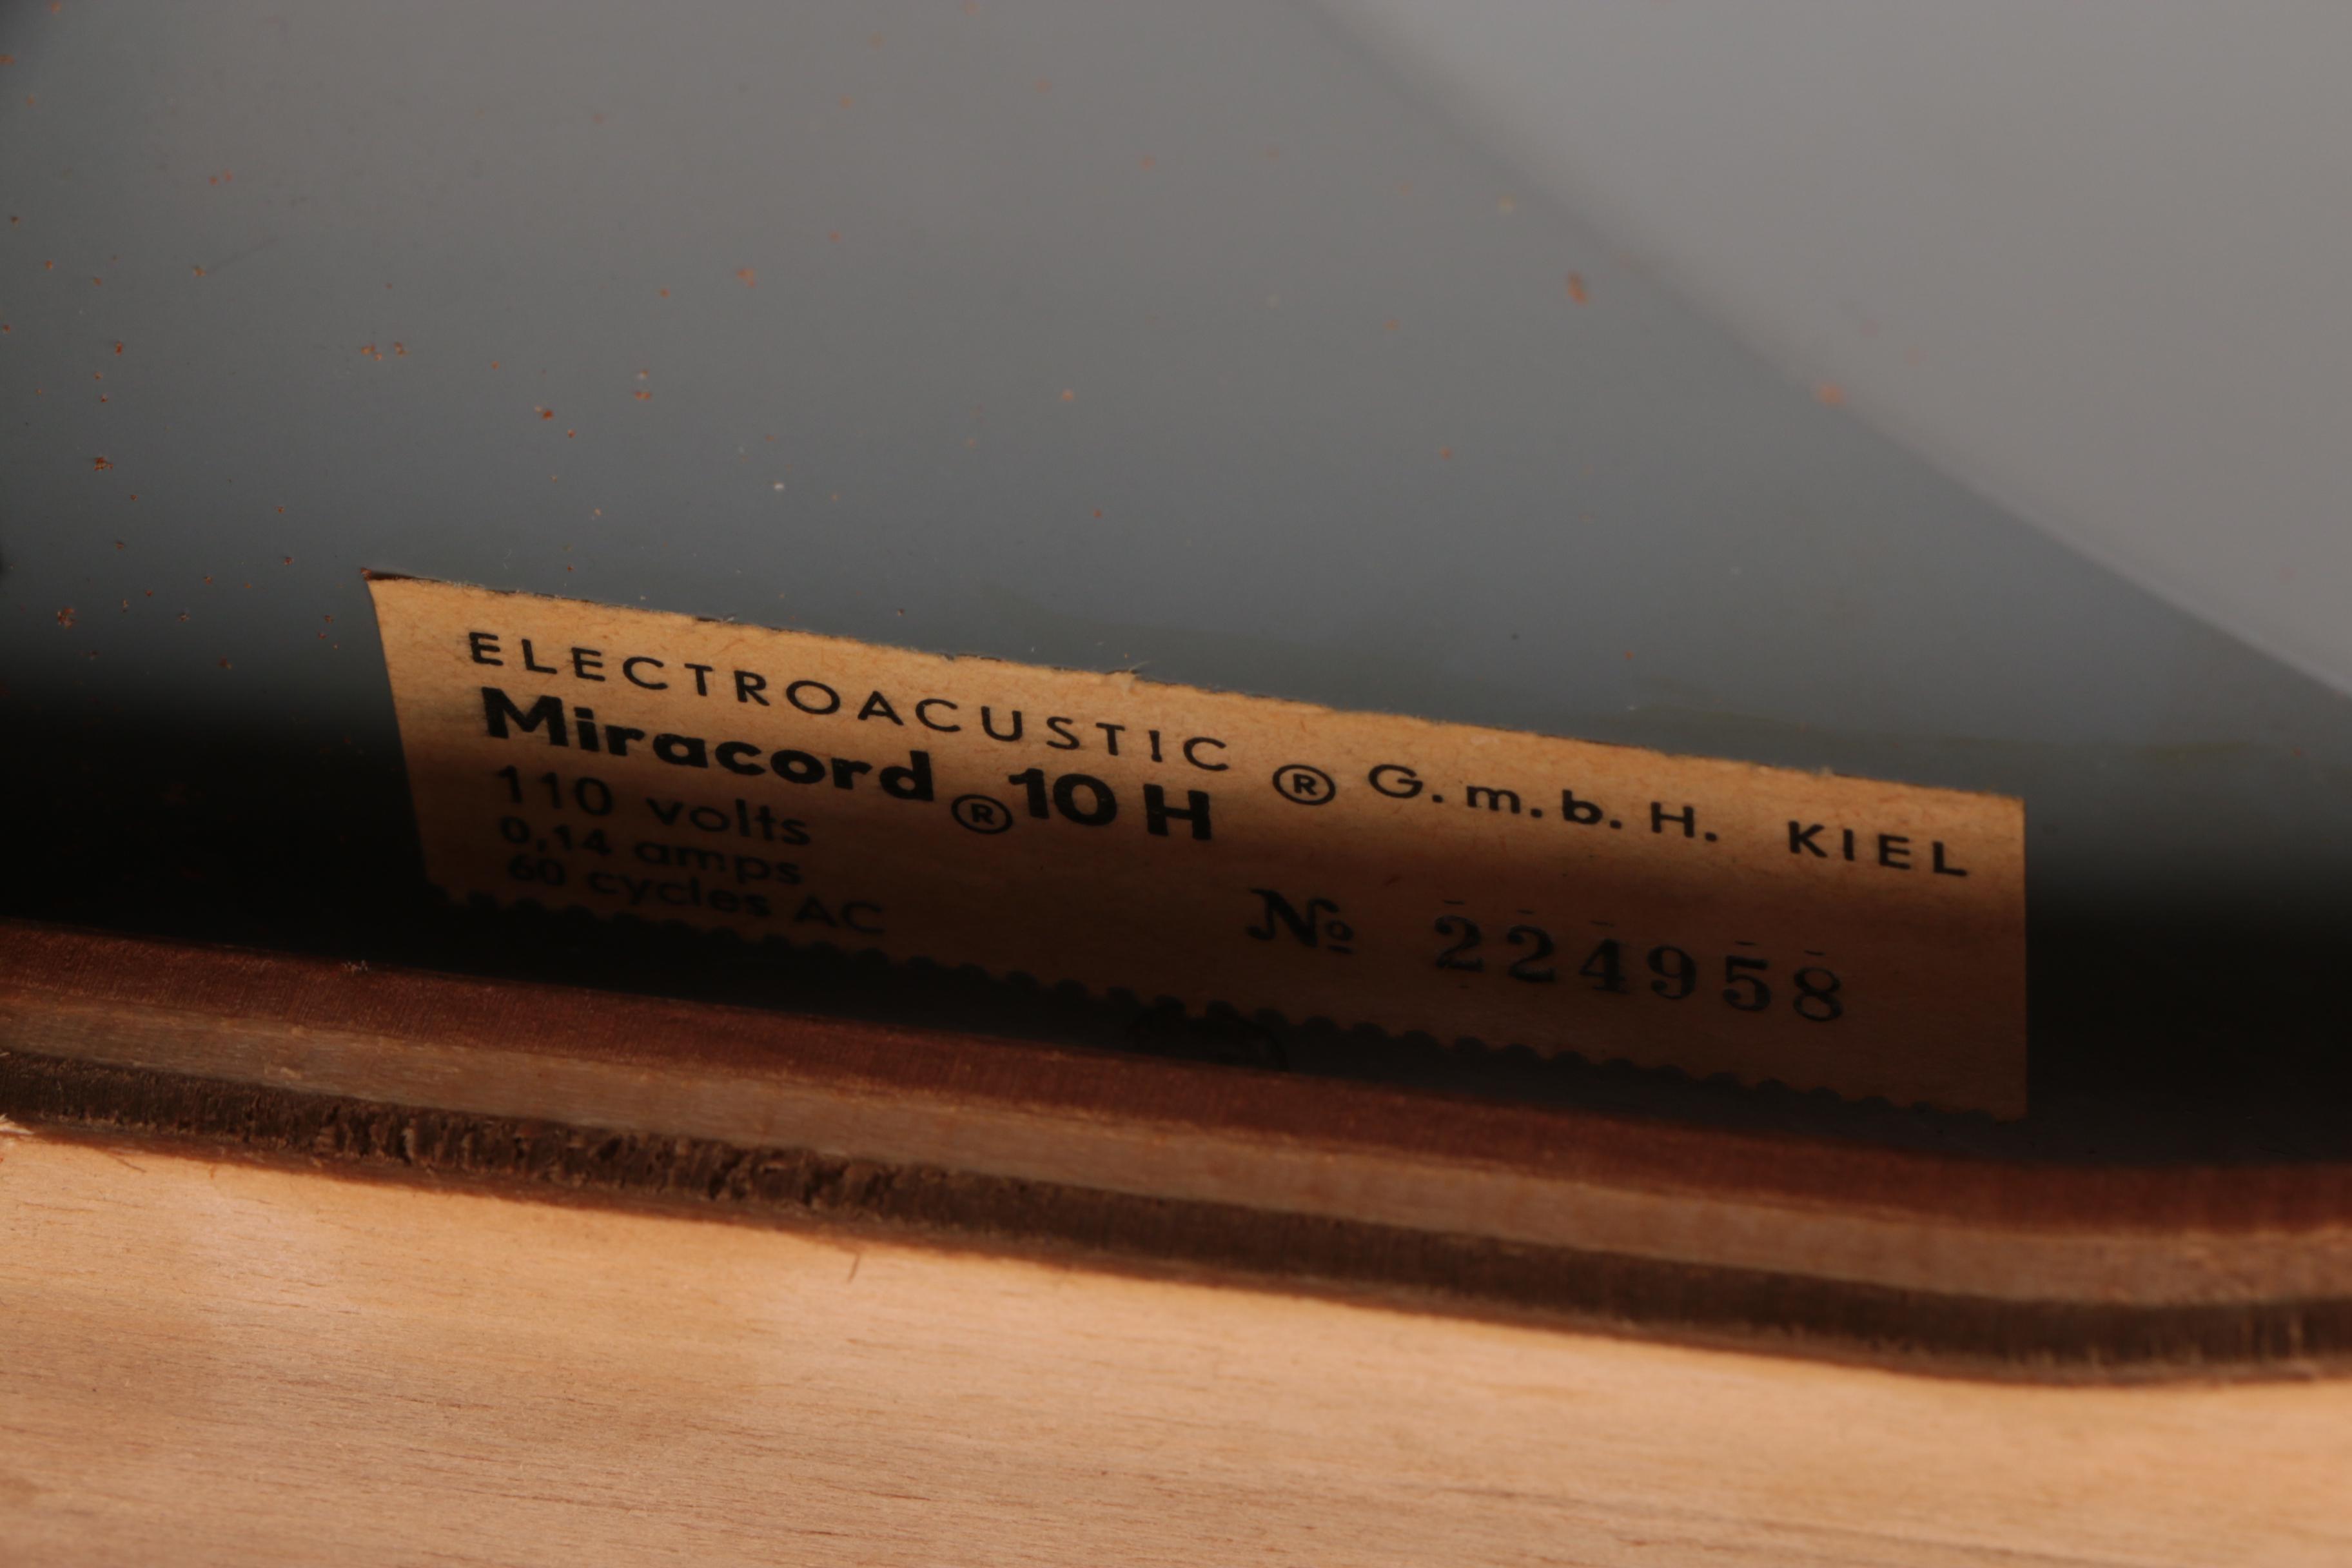 ELECTROACUSTIC ® G.m.b.H. KIEL
Miracord ® 10 H
110 volts
0,14 amps
60 cycles AC
No 224958